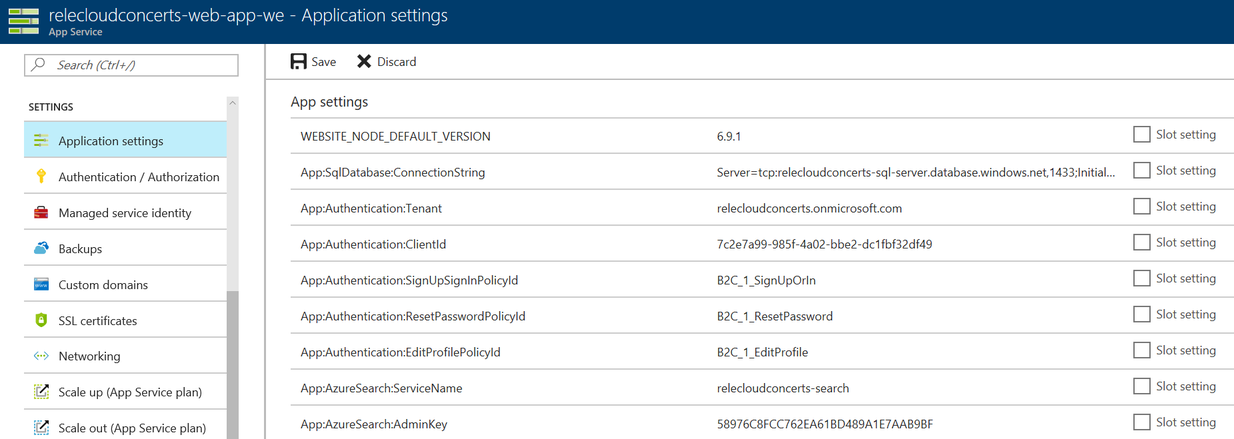 relecloudconcerts-web-app-we - Application settings
App Service
Search (Ctrl+/)
SETTINGS
Application settings
Authentication / Authorization
Managed service identity
Backups
Custom domains
SSL certificates
Networking
Scale up (App Service plan)
Scale out (App Service plan)
Save Discard
App settings
WEBSITE_NODE_DEFAULT_VERSION 6.9.1 Slot setting
App:SqlDatabase:ConnectionString Server=tcp:relecloudconcerts-sql-server.database.windows.net,1433;Initial... Slot setting
App:Authentication:Tenant relecloudconcerts.onmicrosoft.com Slot setting
App:Authentication:ClientId 7c2e7a99-985f-4a02-bbe2-dc1fbf32df49 Slot setting
App:Authentication:SignUpSignInPolicyId B2C_1_SignUpOrIn Slot setting
App:Authentication:ResetPasswordPolicyId B2C_1_ResetPassword Slot setting
App:Authentication:EditProfilePolicyId B2C_1_EditProfile Slot setting
App:AzureSearch:ServiceName relecloudconcerts-search Slot setting
App:AzureSearch:AdminKey 58976C8FCC762EA61BD489A1E7AAB9BF Slot setting